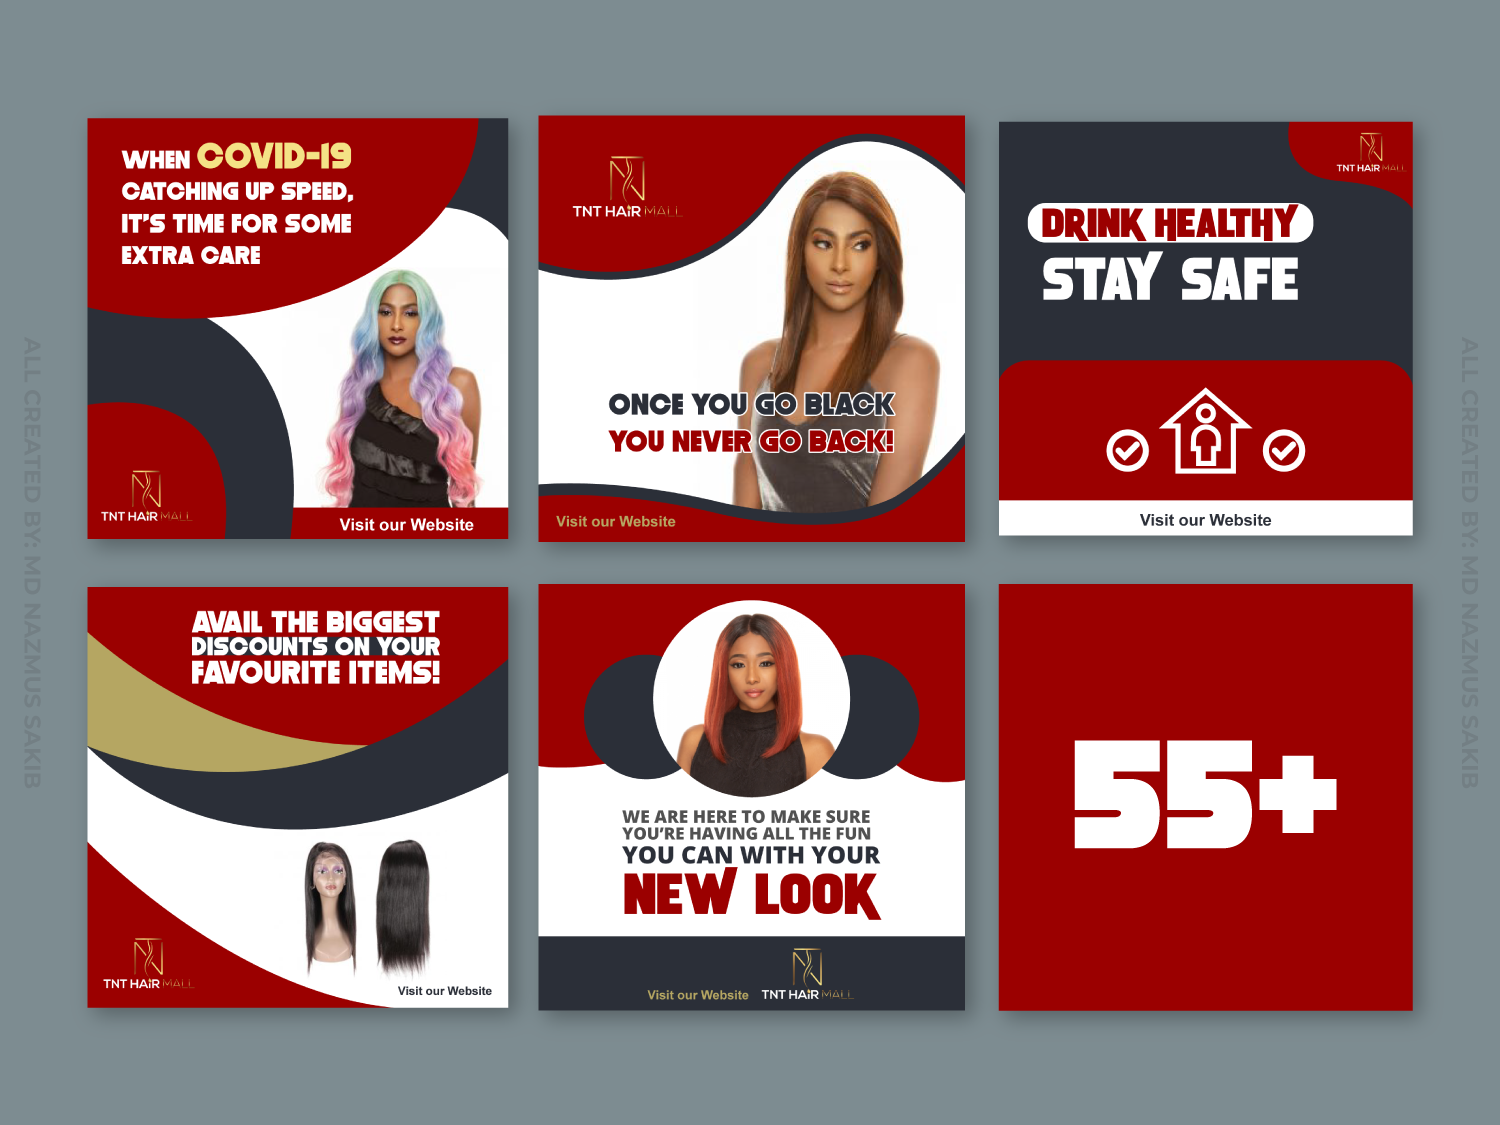 ALL CREATED BY: MD NAZMUS SAKIB
WHEN COVID-19
CATCHING UP SPEED,
IT'S TIME FOR SOME
EXTRA CARE
TNT HAIR MALL
Visit our Website
TNT HAIR MALL
ONCE YOU GO BLACK
YOU NEVER GO BACK!
Visit our Website
TNT HAIR MALL
DRINK HEALTHY
STAY SAFE
Visit our Website
AVAIL THE BIGGEST
DISCOUNTS ON YOUR
FAVOURITE ITEMS!
TNT HAIR MALL
Visit our Website
WE ARE HERE TO MAKE SURE
YOU'RE HAVING ALL THE FUN
YOU CAN WITH YOUR
NEW LOOK
Visit our Website
TNT HAIR MALL
55+
ALL CREATED BY: MD NAZMUS SAKIB